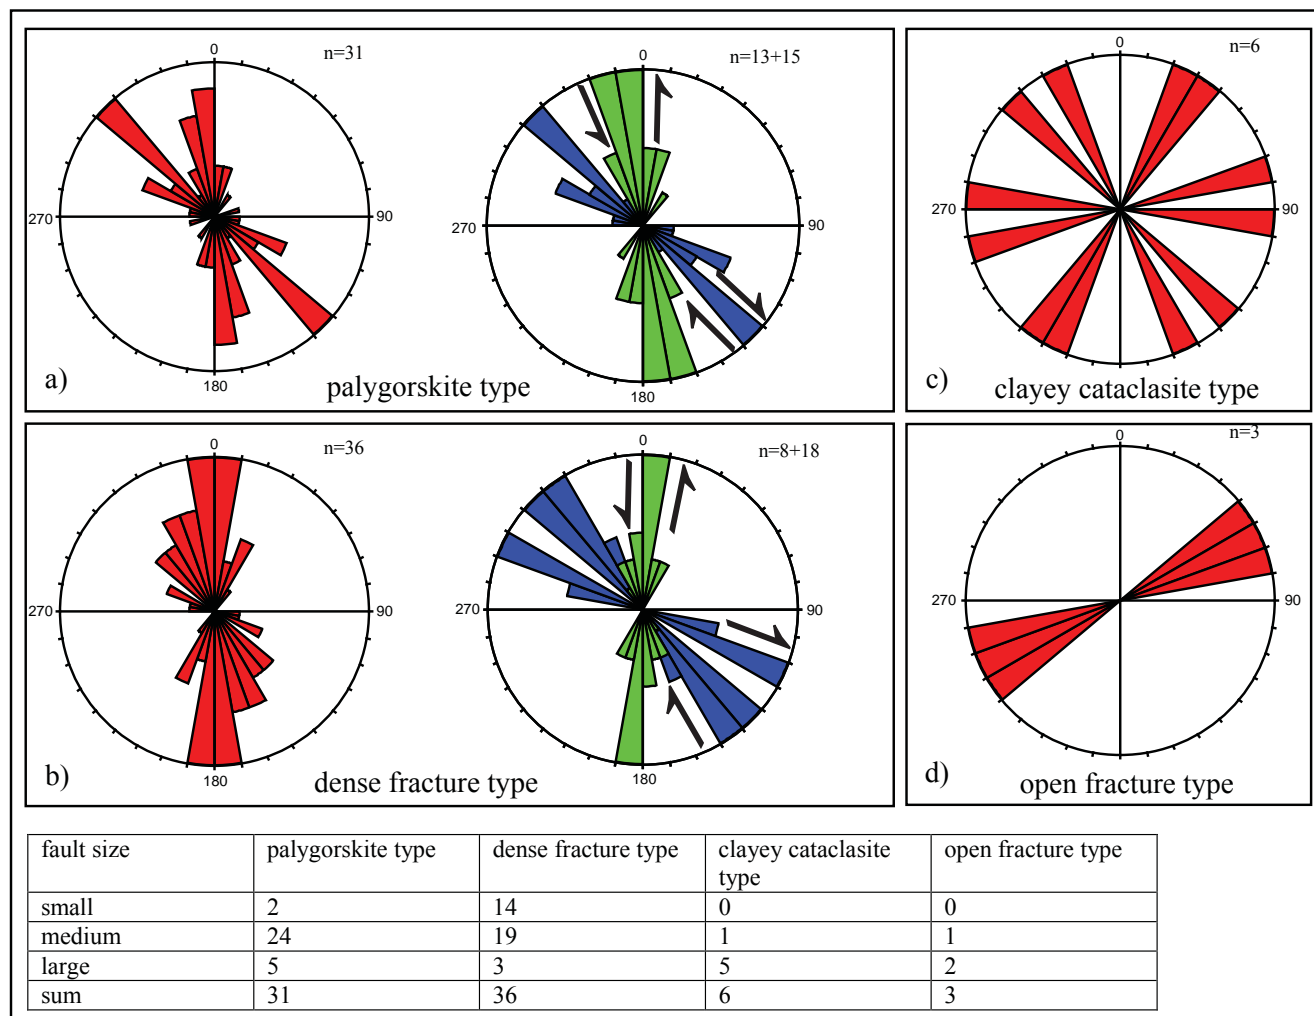 0
n=31
270
90
180
a)
0
n=13+15
270
90
180
palygorskite type
0
n=6
270
90
c)
clayey cataclasite type
0
n=36
270
90
180
b)
0
n=8+18
270
90
180
dense fracture type
0
n=3
270
90
d)
open fracture type
fault size palygorskite type dense fracture type clayey cataclasite type open fracture type
small 2 14 0 0
medium 24 19 1 1
large 5 3 5 2
sum 31 36 6 3